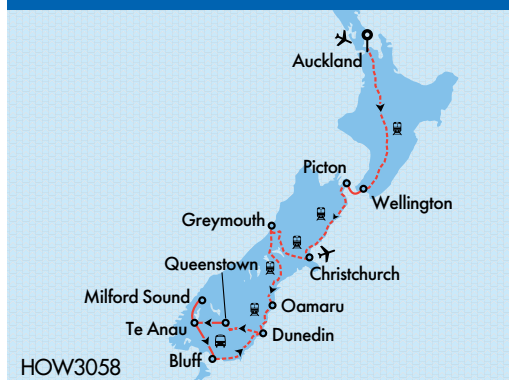 Auckland
Picton
Wellington
Greymouth
Queenstown
Christchurch
Milford Sound
Oamaru
Te Anau
Dunedin
Bluff
HOW3058